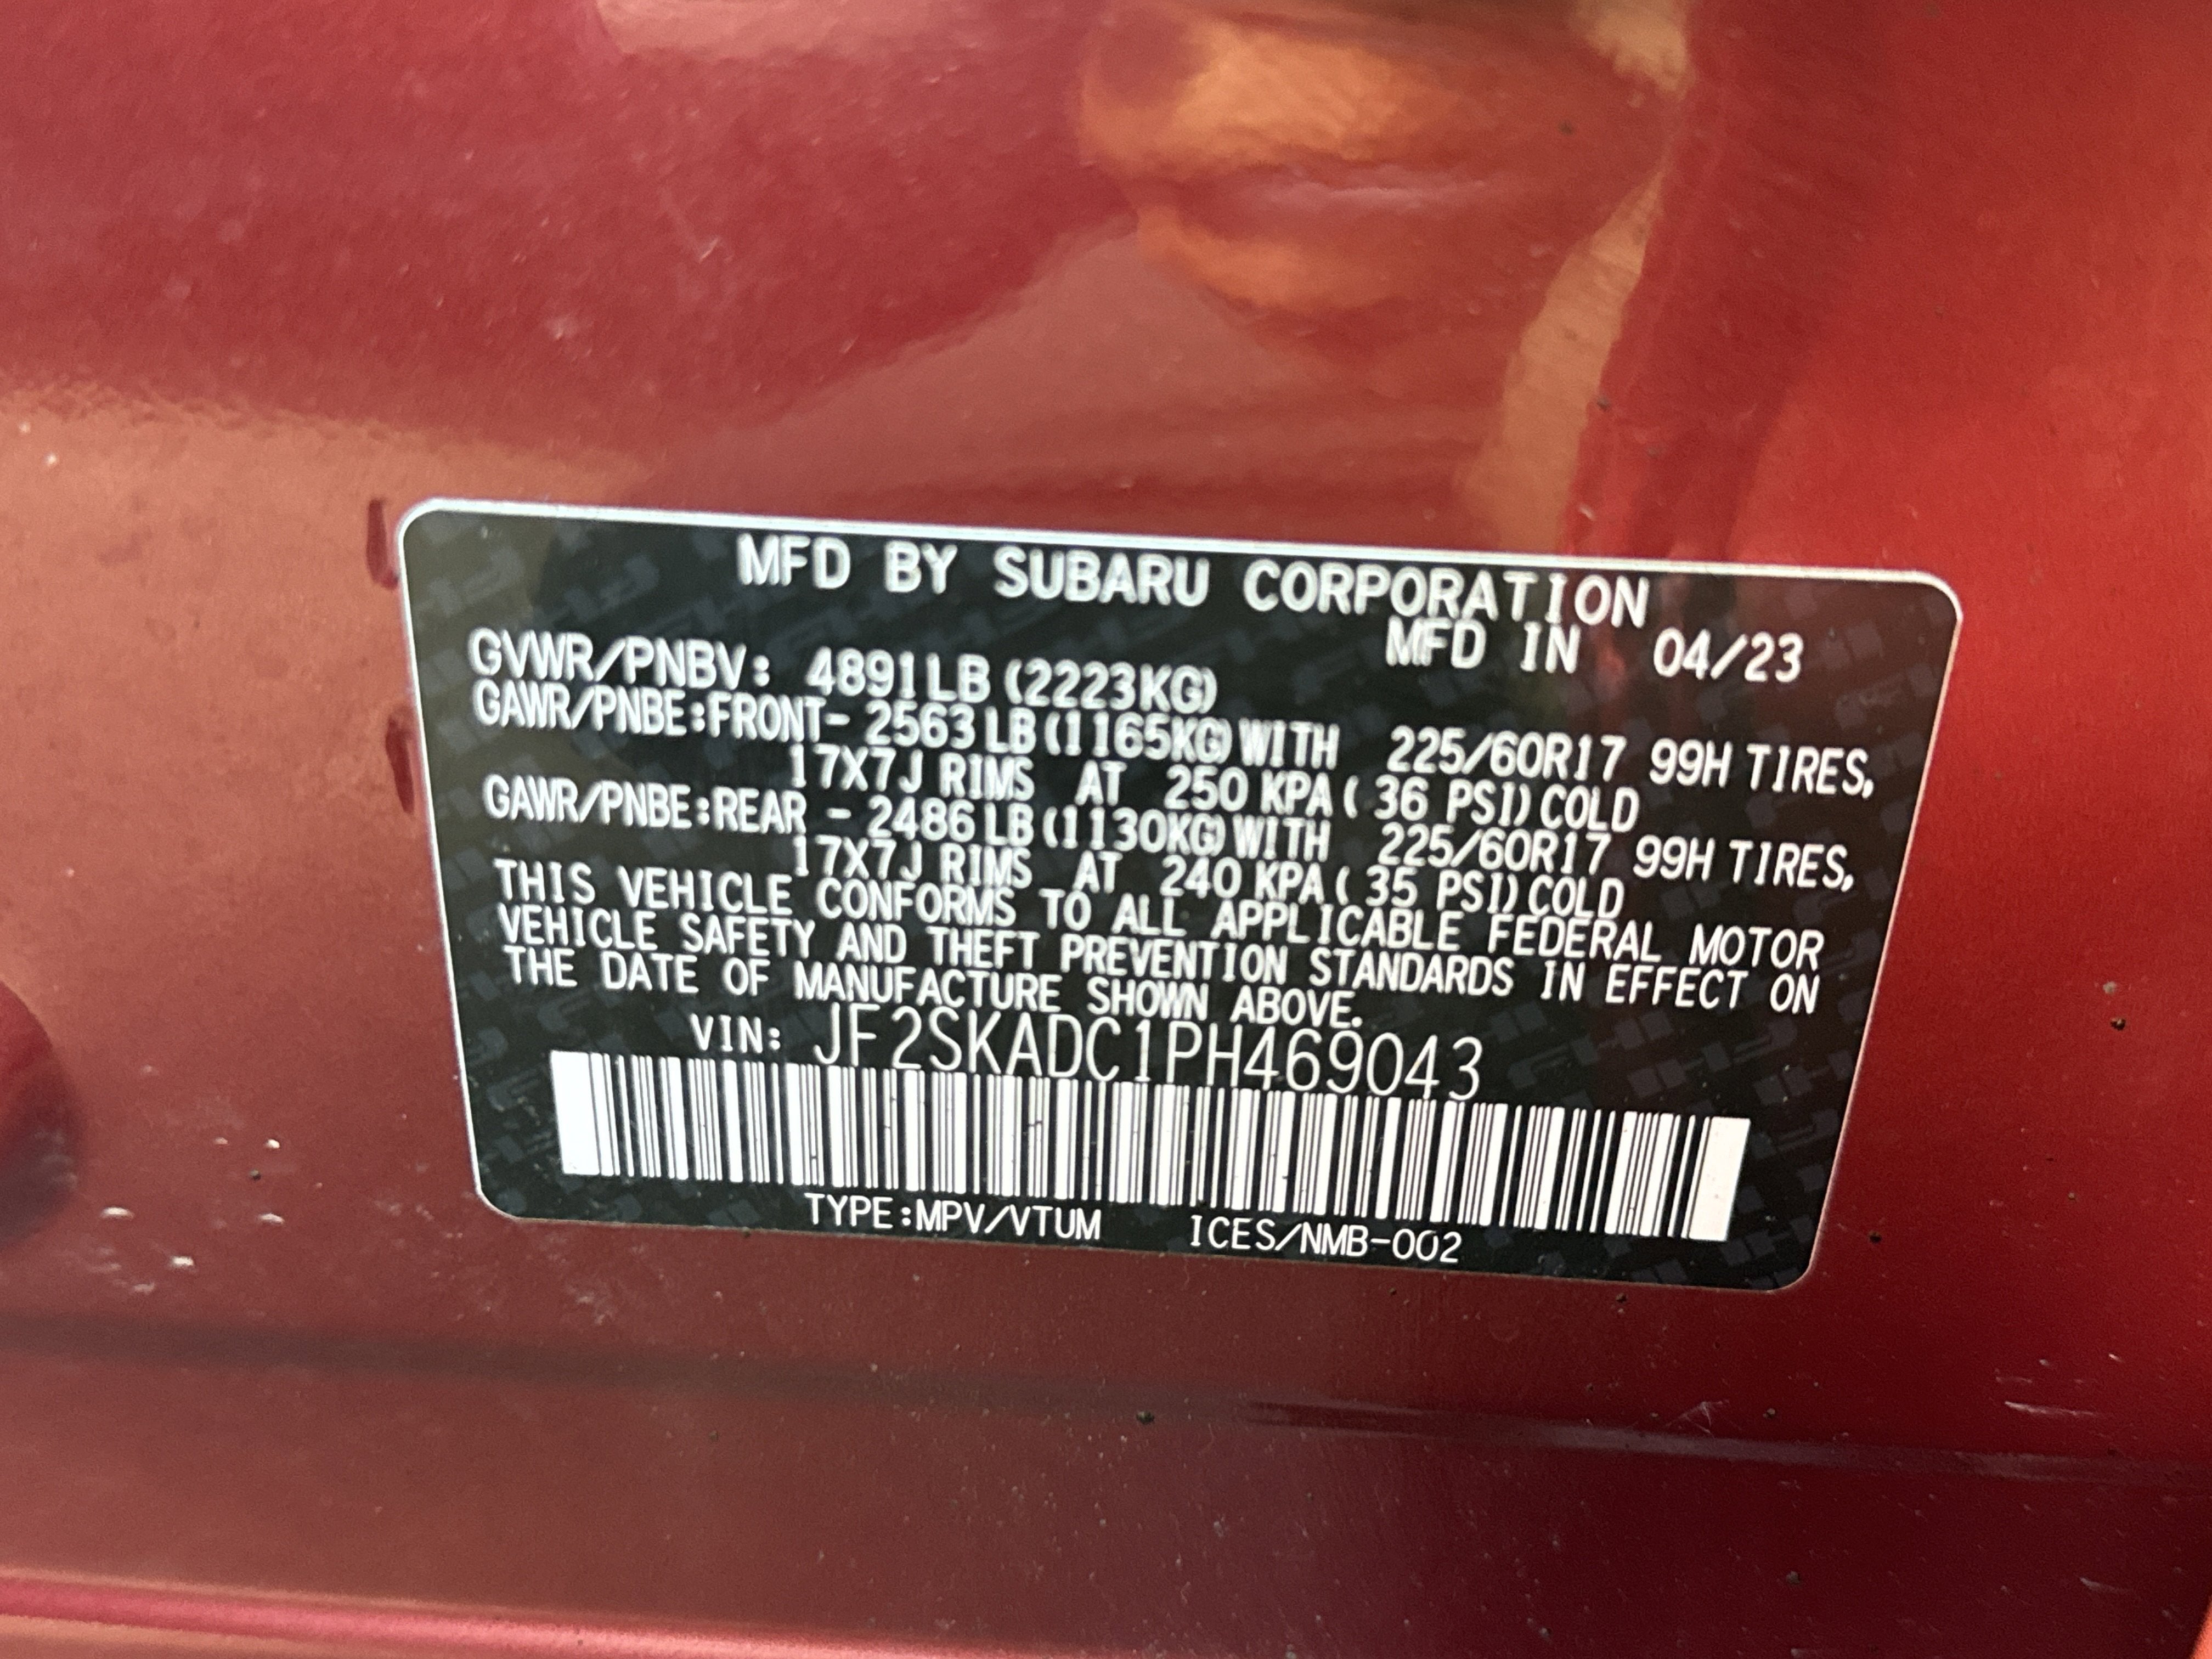 MFD BY SUBARU CORPORATION
MFD IN 04/23
GVWR/PNBV: 4891LB (2223KG)
GAWR/PNBE:FRONT- 2563 LB (1165KG) WITH 225/60R17 99H TIRES,
17X7J RIMS AT 250 KPA ( 36 PSI) COLD
GAWR/PNBE:REAR - 2486 LB (1130KG) WITH 225/60R17 99H TIRES,
17X7J RIMS AT 240 KPA ( 35 PSI) COLD
THIS VEHICLE CONFORMS TO ALL APPLICABLE FEDERAL MOTOR
VEHICLE SAFETY AND THEFT PREVENTION STANDARDS IN EFFECT ON
THE DATE OF MANUFACTURE SHOWN ABOVE.
VIN: JF2SKADC1PH469043
TYPE:MPV/VTUM ICES/NMB-002